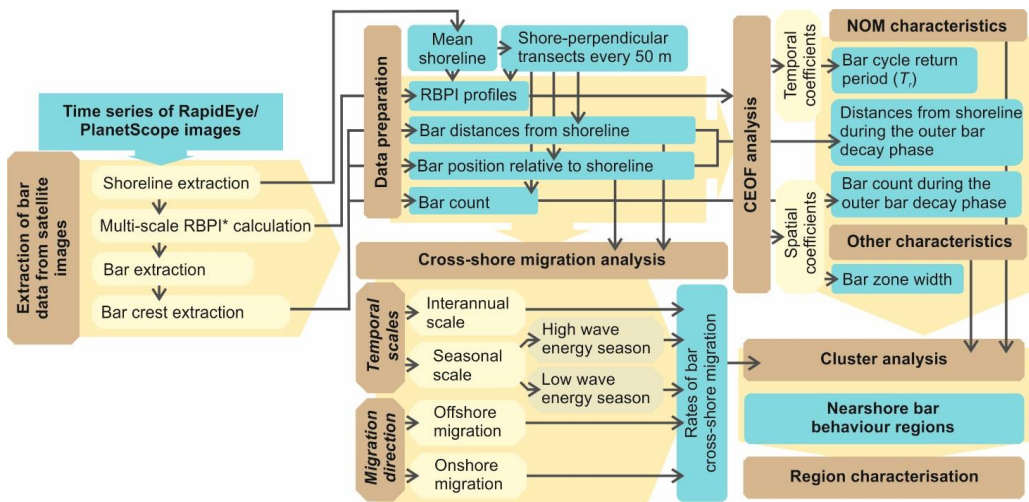 Time series of RapidEye/
PlanetScope images
Extraction of bar
data from satellite
images
Shoreline extraction
Multi-scale RBPI* calculation
Bar extraction
Bar crest extraction
Data preparation
Mean
shoreline
Shore-perpendicular
transects every 50 m
RBPI profiles
Bar distances from shoreline
Bar position relative to shoreline
Bar count
Cross-shore migration analysis
Temporal
scales
Interannual
scale
Seasonal
scale
High wave
energy season
Low wave
energy season
Migration
direction
Offshore
migration
Onshore
migration
Rates of bar
cross-shore migration
CEOF analysis
Temporal
coefficients
Spatial
coefficients
NOM characteristics
Bar cycle return
period (Tr)
Distances from shoreline
during the outer bar
decay phase
Bar count during the
outer bar decay phase
Other characteristics
Bar zone width
Cluster analysis
Nearshore bar
behaviour regions
Region characterisation